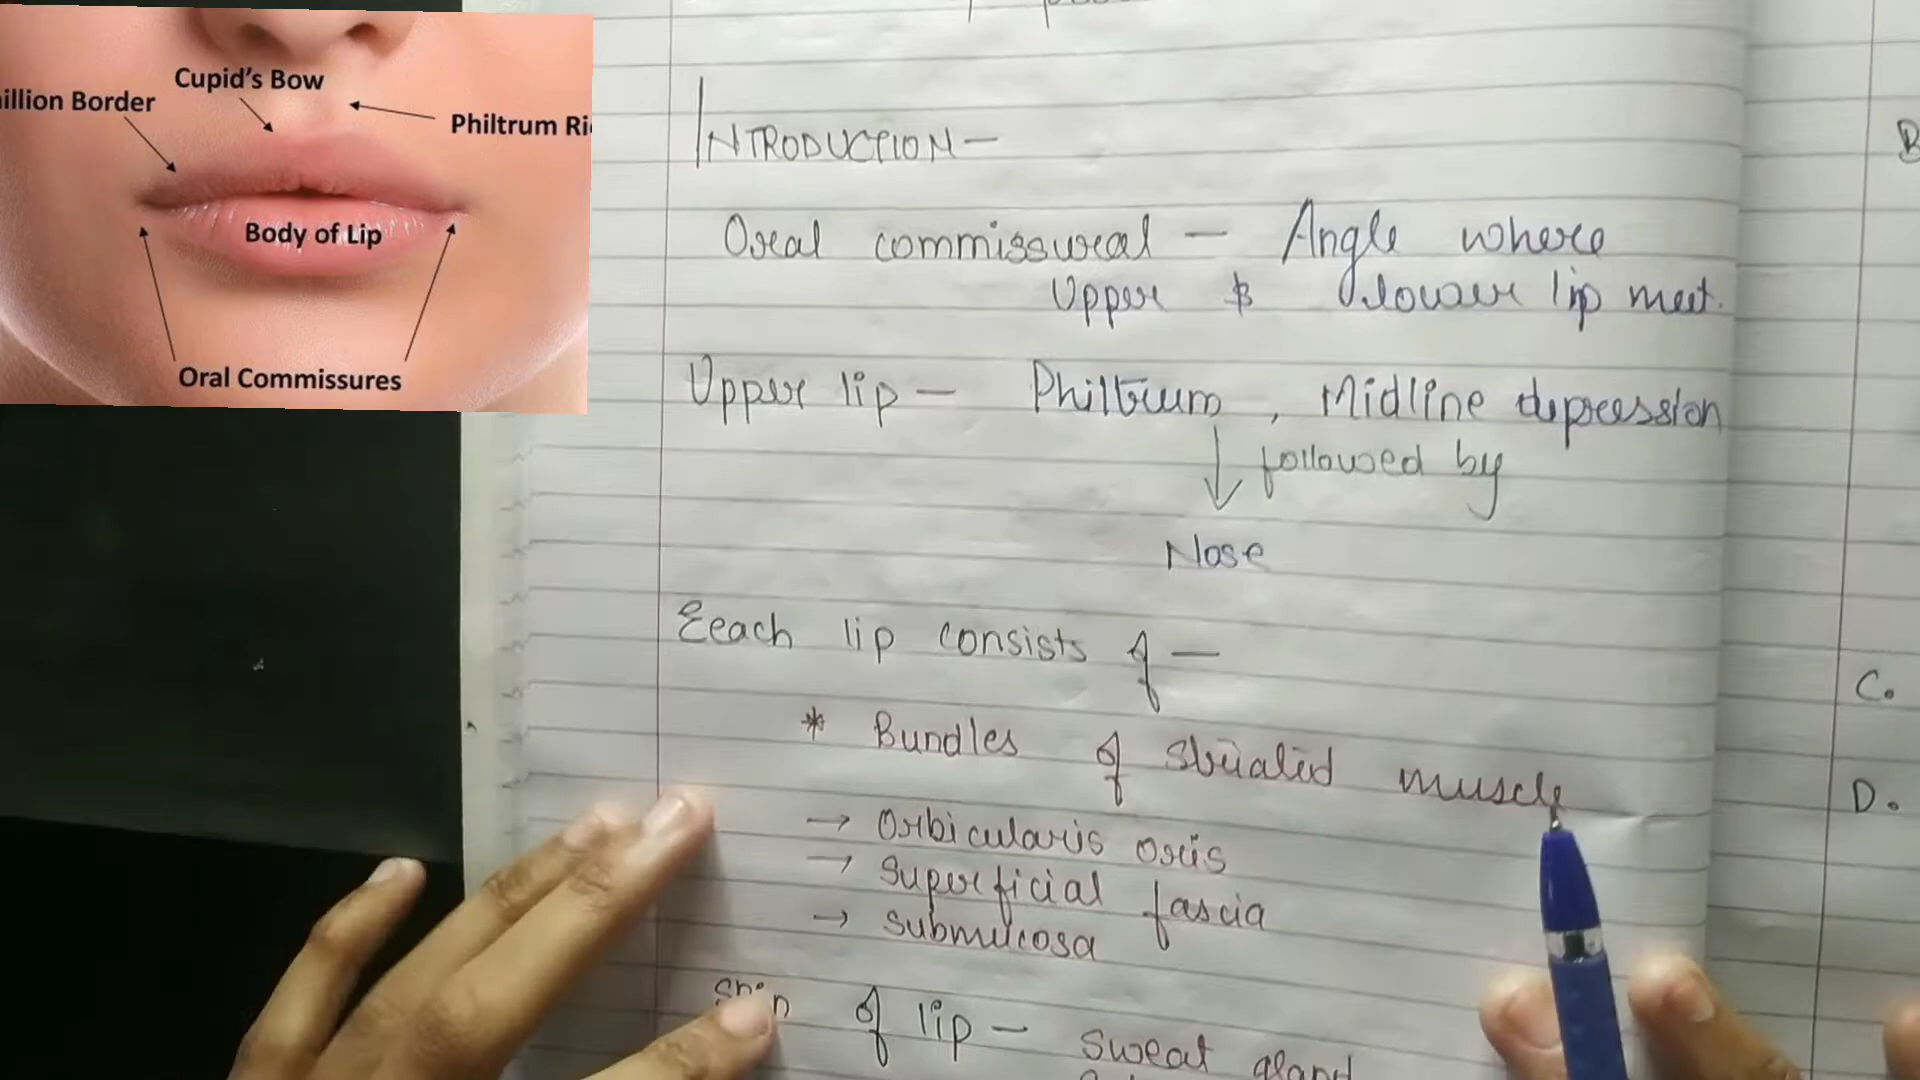 Cupid's Bow
illion Border
Philtrum Ri
Body of Lip
Oral Commissures
INTRODUCTION —
Oral commissural — Angle where
Upper & lower lip meet.
Upper lip — Philtrum , Midline depression
↓ followed by
Nose
Eeach lip consists of —
* Bundles of striated muscle
→ Orbicularis oris
→ Superficial fascia
→ Submucosa
of lip — sweat gland
B
C.
D.